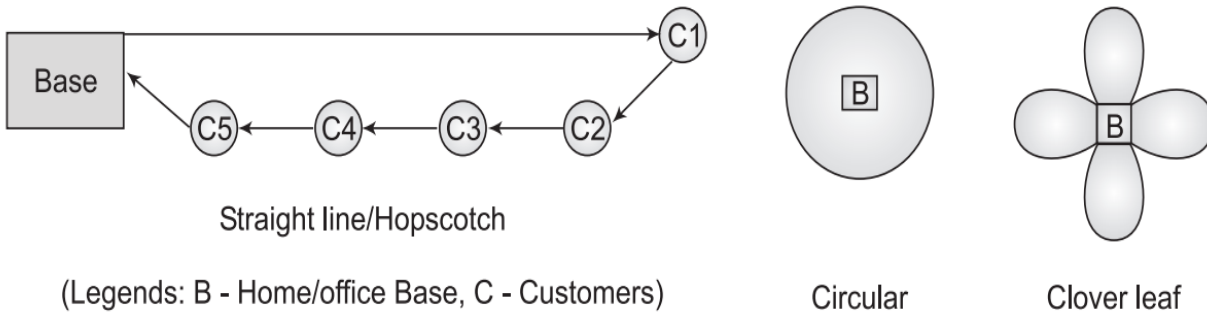 C1
Base
C5
C4
C3
C2
Straight line/Hopscotch
(Legends: B - Home/office Base, C - Customers)
B
Circular
B
Clover leaf